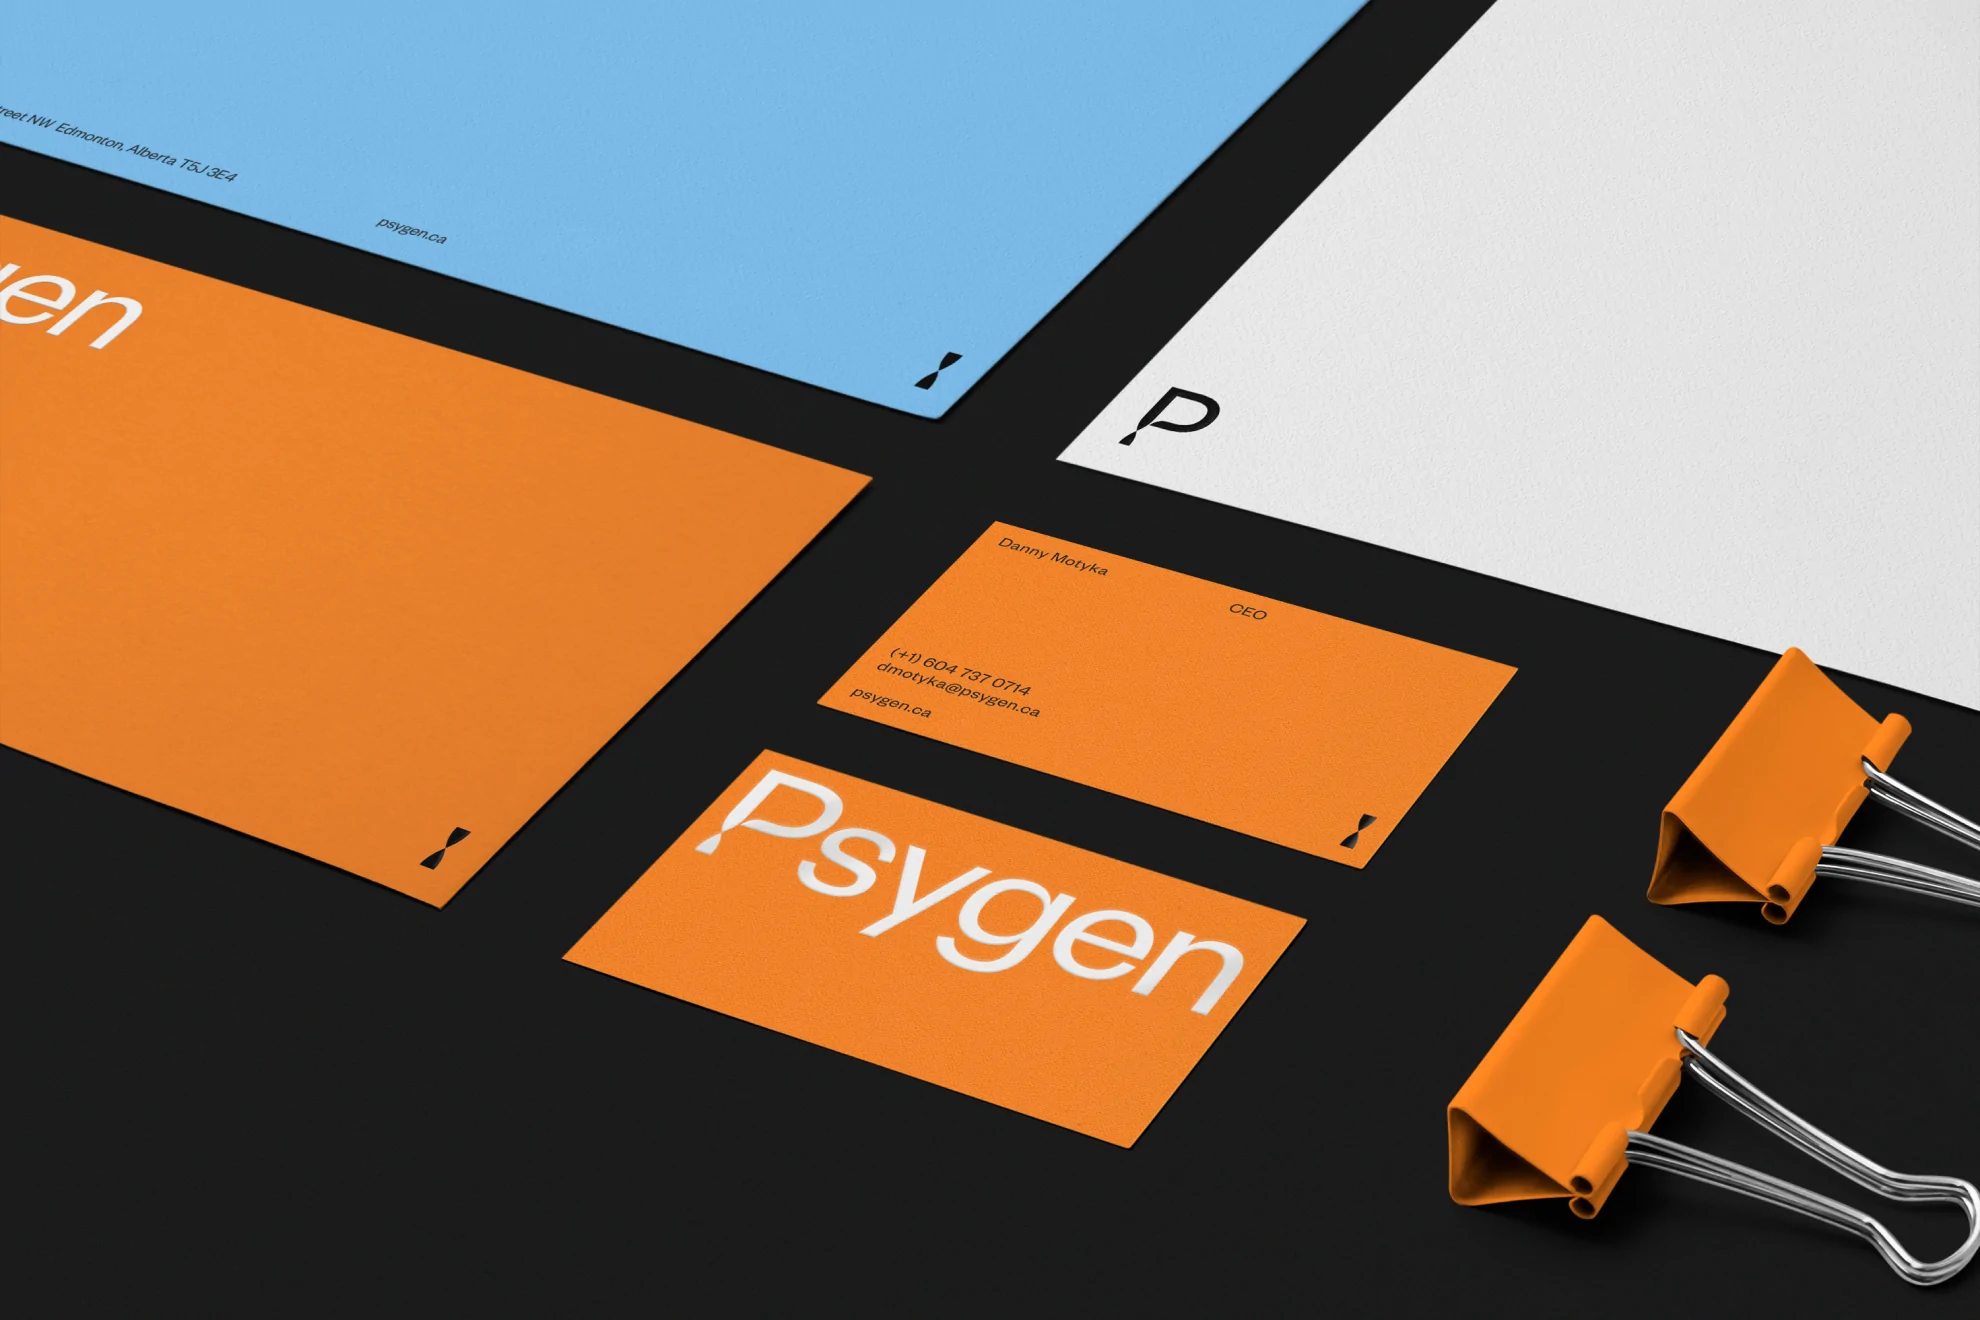 reet NW Edmonton, Alberta T5J 3E4
psygen.ca
gen
P
Danny Motyka
CEO
(+1) 604 737 0714
dmotyka@psygen.ca
psygen.ca
Psygen